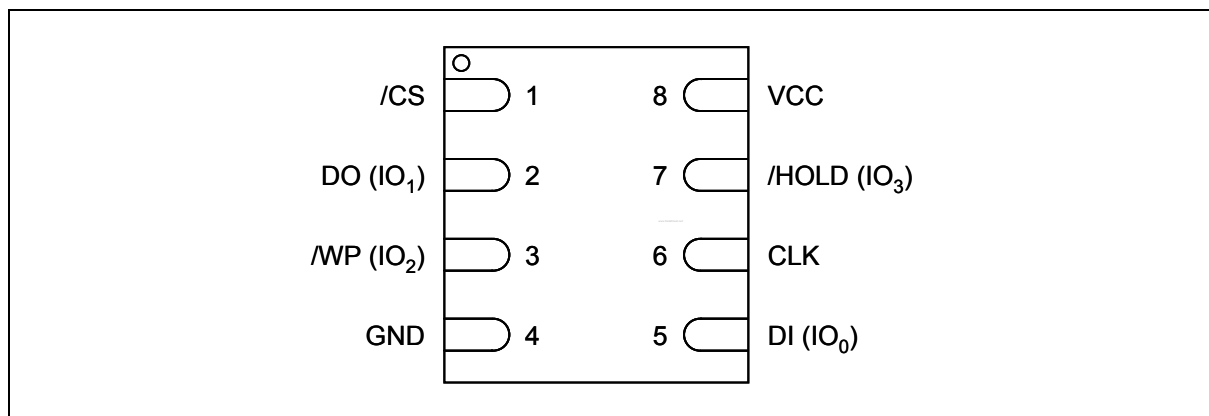 /CS 1 8 VCC
DO (IO₁) 2 7 /HOLD (IO₃)
/WP (IO₂) 3 6 CLK
GND 4 5 DI (IO₀)